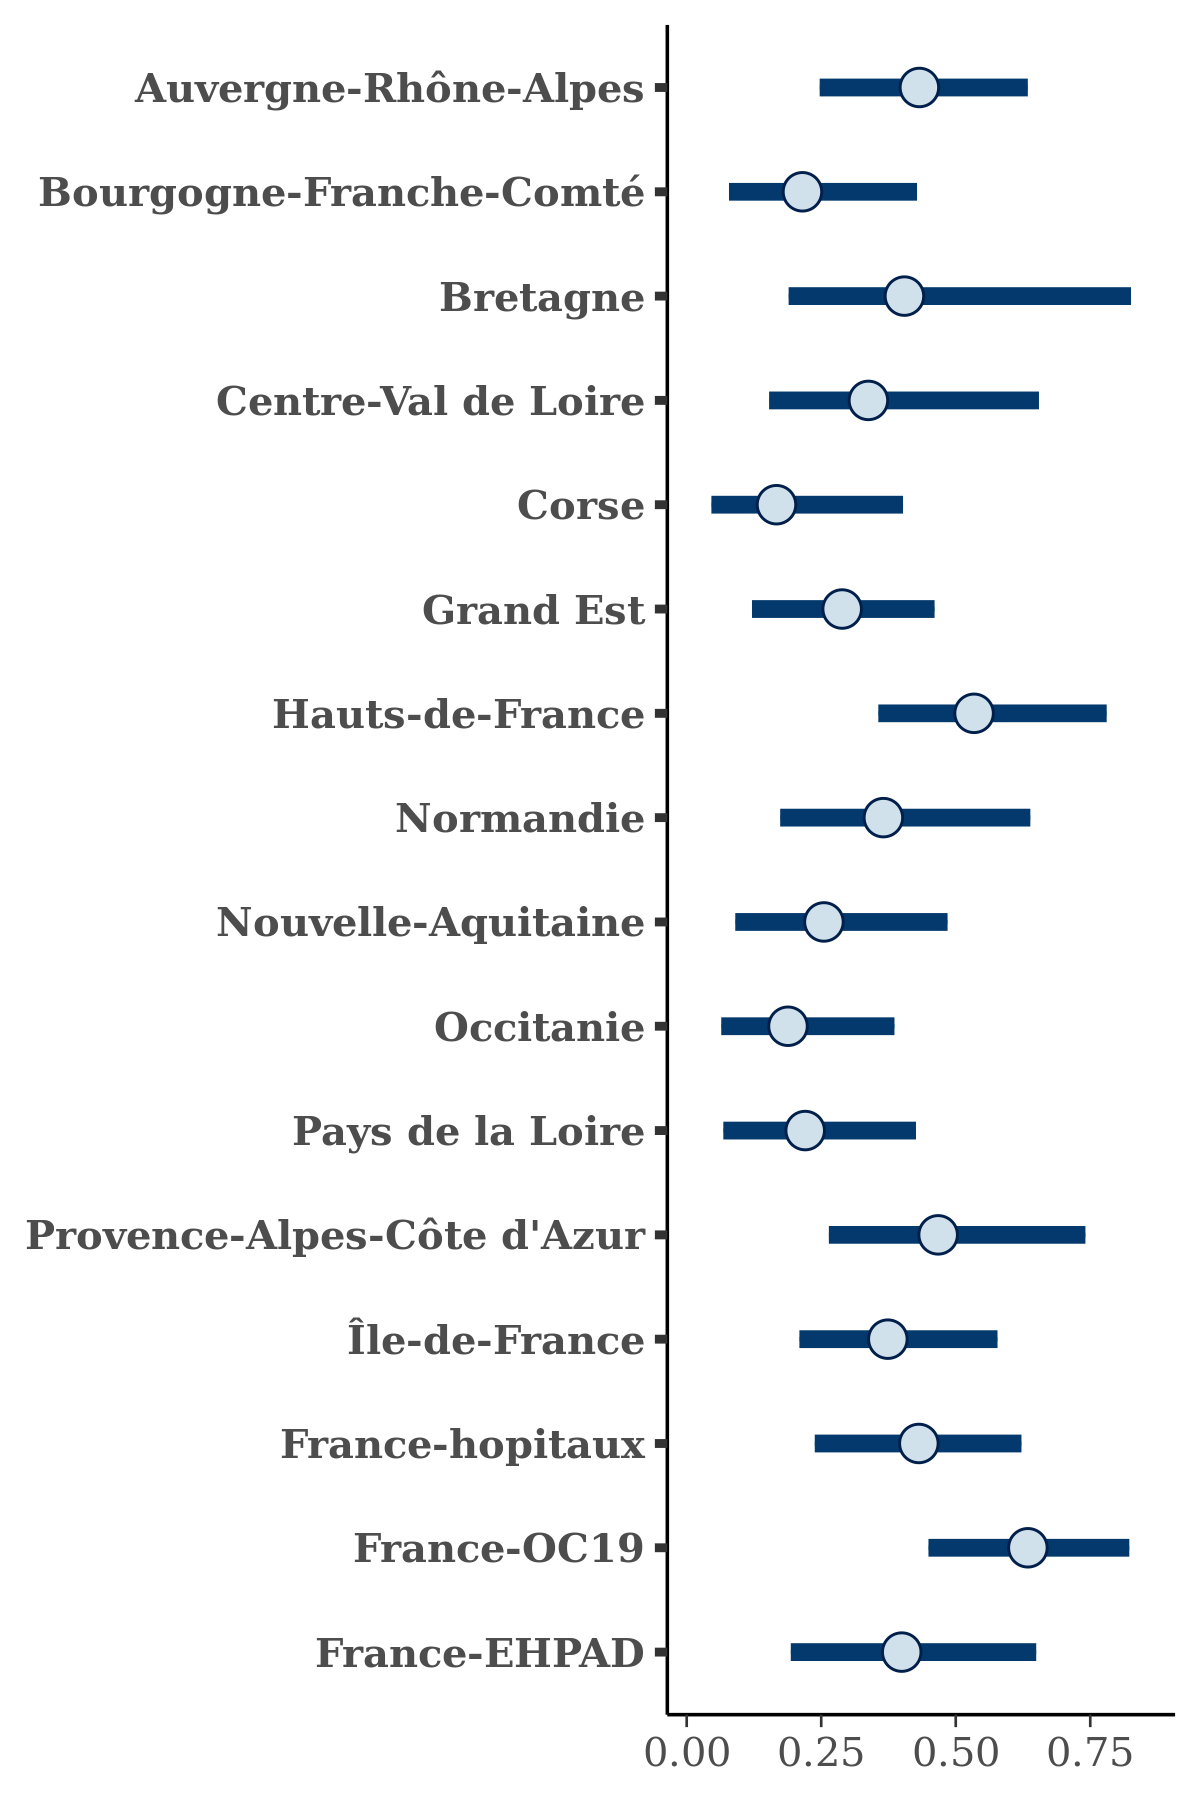 Auvergne-Rhône-Alpes
Bourgogne-Franche-Comté
Bretagne
Centre-Val de Loire
Corse
Grand Est
Hauts-de-France
Normandie
Nouvelle-Aquitaine
Occitanie
Pays de la Loire
Provence-Alpes-Côte d'Azur
Île-de-France
France-hopitaux
France-OC19
France-EHPAD
0.00 0.25 0.50 0.75